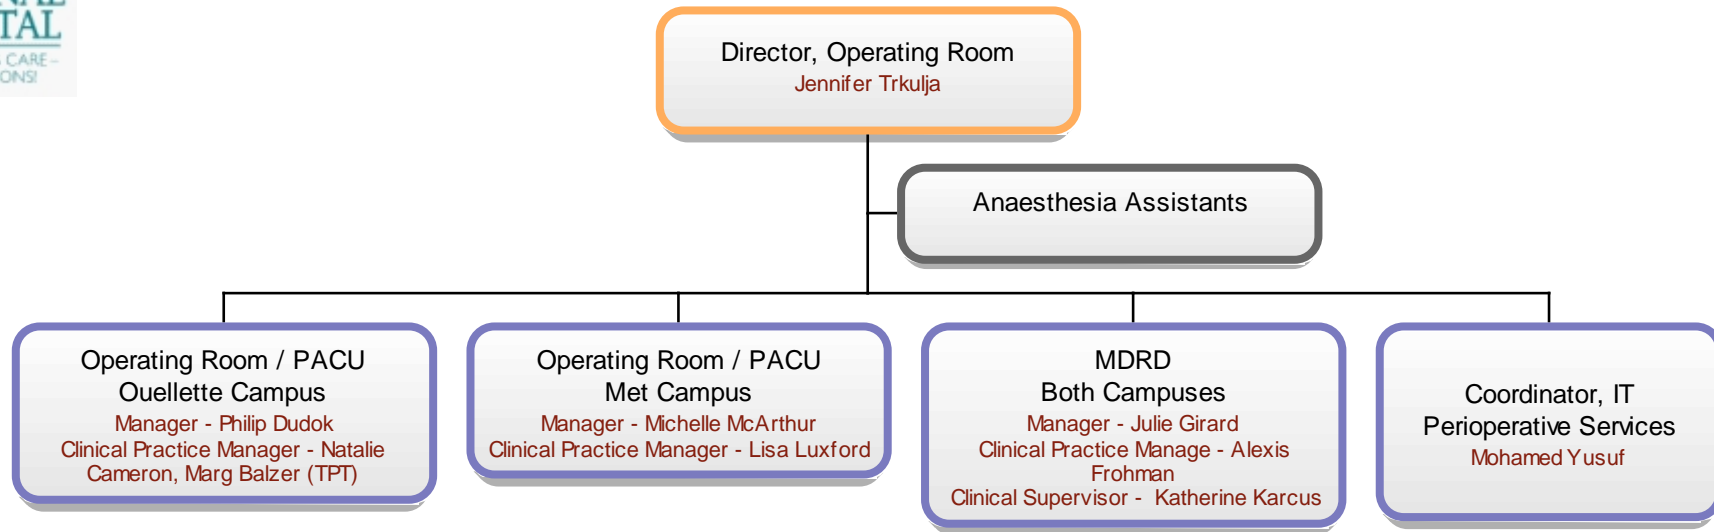 TAL
CARE –
ONS!
Director, Operating Room
Jennifer Trkulja
Anaesthesia Assistants
Operating Room / PACU
Ouellette Campus
Manager - Philip Dudok
Clinical Practice Manager - Natalie
Cameron, Marg Balzer (TPT)
Operating Room / PACU
Met Campus
Manager - Michelle McArthur
Clinical Practice Manager - Lisa Luxford
MDRD
Both Campuses
Manager - Julie Girard
Clinical Practice Manage - Alexis
Frohman
Clinical Supervisor - Katherine Karcus
Coordinator, IT
Perioperative Services
Mohamed Yusuf